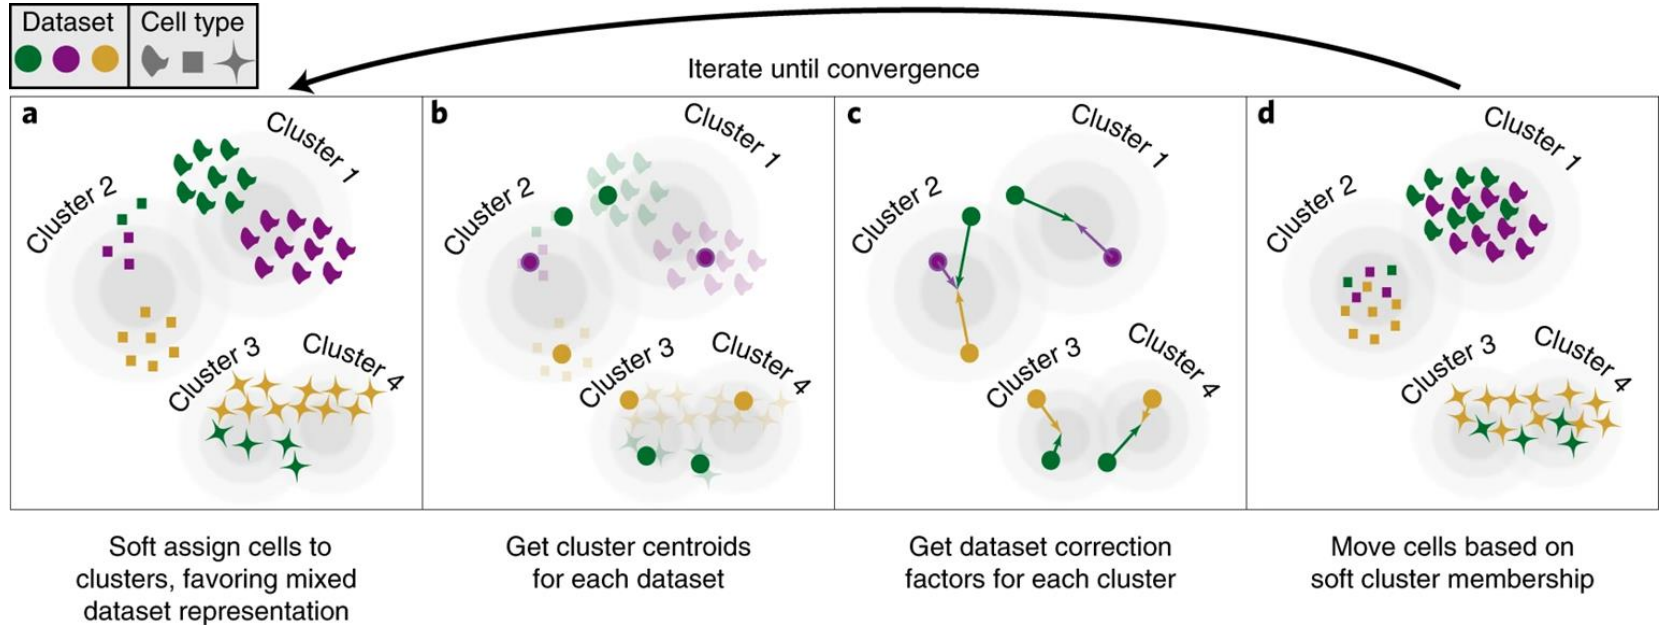 Dataset
Cell type
Iterate until convergence
a
Cluster 1
Cluster 2
Cluster 3
Cluster 4
b
Cluster 1
Cluster 2
Cluster 3
Cluster 4
c
Cluster 1
Cluster 2
Cluster 3
Cluster 4
d
Cluster 1
Cluster 2
Cluster 3
Cluster 4
Soft assign cells to
clusters, favoring mixed
dataset representation
Get cluster centroids
for each dataset
Get dataset correction
factors for each cluster
Move cells based on
soft cluster membership